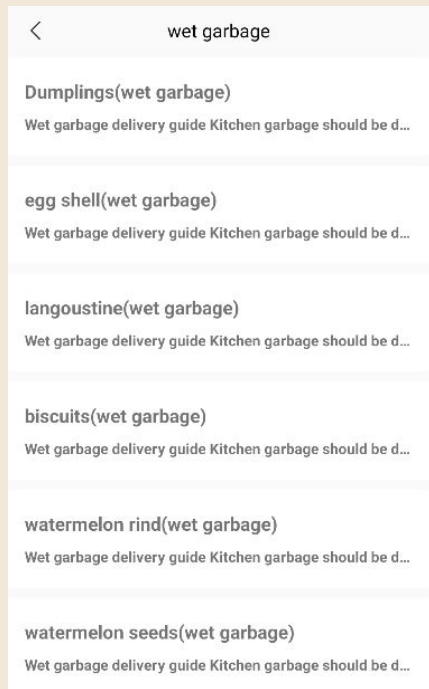 wet garbage
Dumplings(wet garbage)
Wet garbage delivery guide Kitchen garbage should be d...
egg shell(wet garbage)
Wet garbage delivery guide Kitchen garbage should be d...
langoustine(wet garbage)
Wet garbage delivery guide Kitchen garbage should be d...
biscuits(wet garbage)
Wet garbage delivery guide Kitchen garbage should be d...
watermelon rind(wet garbage)
Wet garbage delivery guide Kitchen garbage should be d...
watermelon seeds(wet garbage)
Wet garbage delivery guide Kitchen garbage should be d...